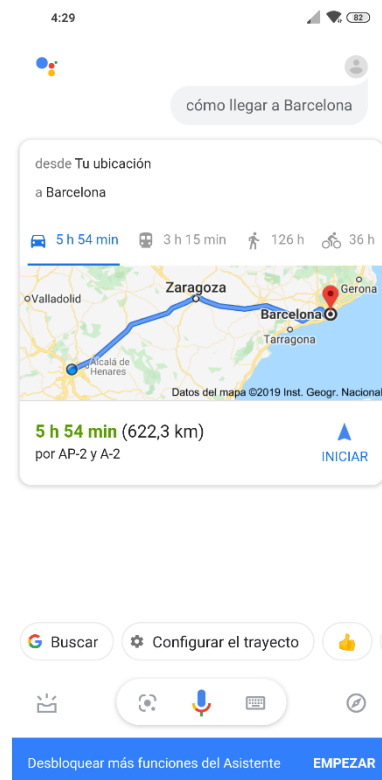 4:29
82
cómo llegar a Barcelona
desde Tu ubicación
a Barcelona
5 h 54 min 3 h 15 min 126 h 36 h
Valladolid
Zaragoza
Gerona
Barcelona
Tarragona
Alcalá de
Henares
Datos del mapa ©2019 Inst. Geogr. Nacional
5 h 54 min (622,3 km)
por AP-2 y A-2
INICIAR
G Buscar Configurar el trayecto
Desbloquear más funciones del Asistente EMPEZAR